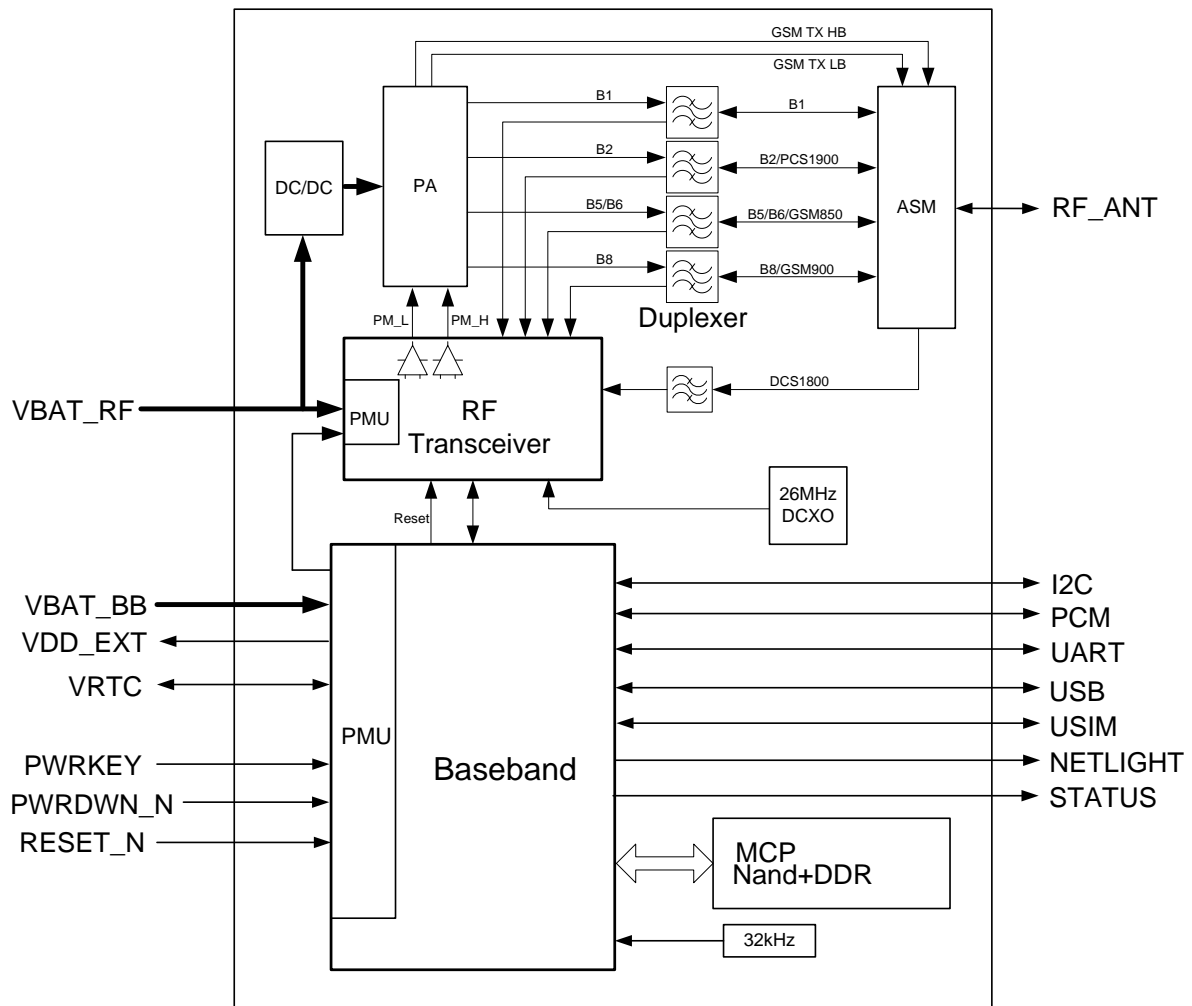 GSM TX HB
GSM TX LB
B1
B1
B2
B2/PCS1900
DC/DC
PA
ASM
RF_ANT
B5/B6
B5/B6/GSM850
B8
B8/GSM900
Duplexer
PM_L
PM_H
DCS1800
VBAT_RF
PMU
RF
Transceiver
26MHz
DCXO
Reset
I2C
VBAT_BB
PCM
VDD_EXT
UART
VRTC
USB
USIM
PMU
Baseband
PWRKEY
NETLIGHT
PWRDWN_N
STATUS
RESET_N
MCP
Nand+DDR
32kHz